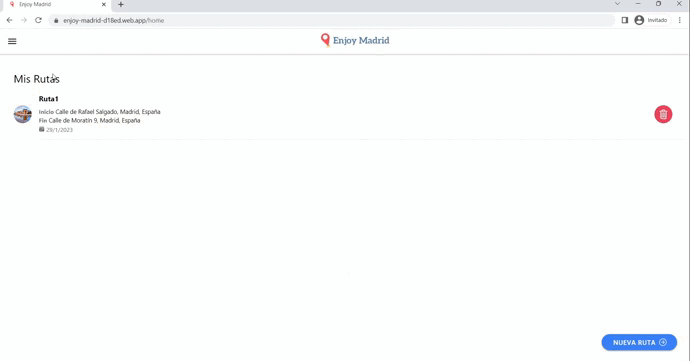 Enjoy Madrid
enjoy-madrid-d18ed.web.app/home
Invitado
Enjoy Madrid
Mis Rutas
Ruta1
Inicio Calle de Rafael Salgado, Madrid, España
Fin Calle de Moratín 9, Madrid, España
29/1/2023
NUEVA RUTA